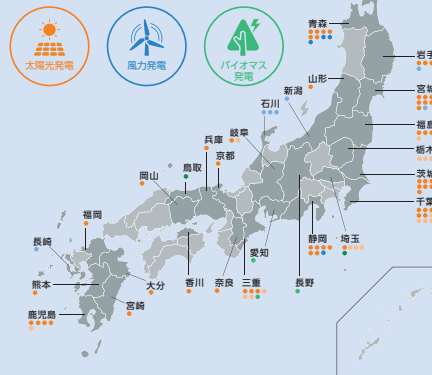 太陽光発電
風力発電
バイオマス
発電
青森
岩手
山形
宮城
新潟
石川
福島
岐阜
兵庫
京都
栃木
鳥取
岡山
茨城
福岡
千葉
長崎
静岡
埼玉
愛知
熊本
大分
香川
奈良
三重
長野
宮崎
鹿児島